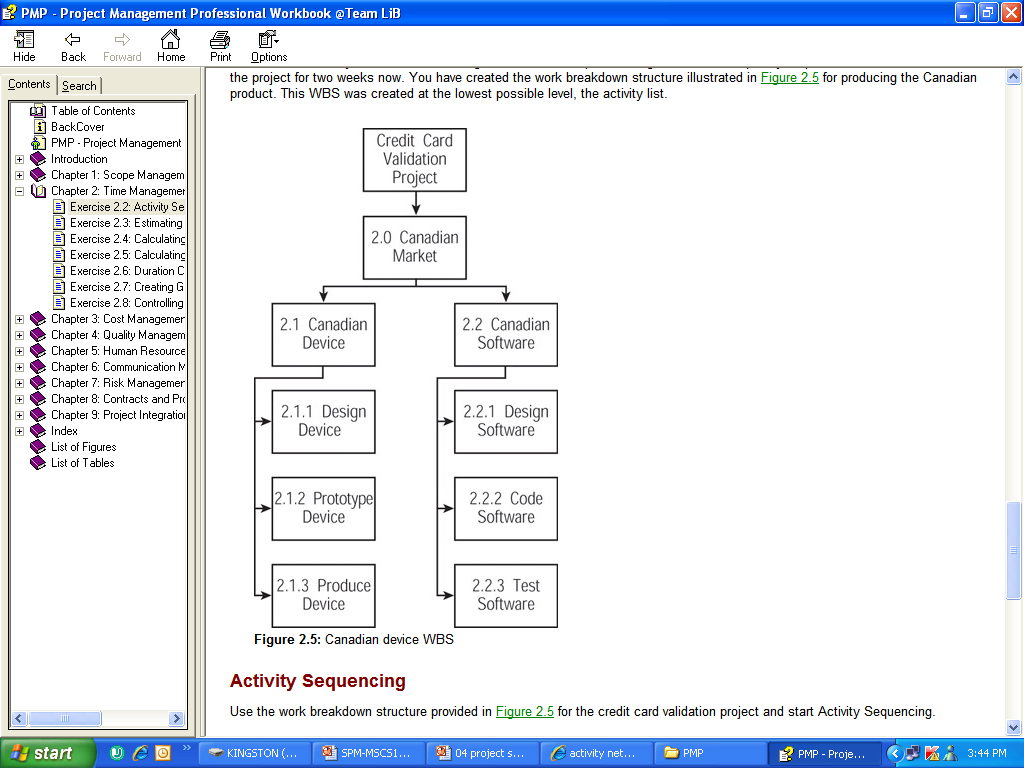 PMP - Project Management Professional Workbook @Team LiB
Hide Back Forward Home Print Options
Contents Search
Table of Contents
BackCover
PMP - Project Management
Introduction
Chapter 1: Scope Managem
Chapter 2: Time Managemer
Exercise 2.2: Activity Se
Exercise 2.3: Estimating
Exercise 2.4: Calculating
Exercise 2.5: Calculating
Exercise 2.6: Duration C
Exercise 2.7: Creating G
Exercise 2.8: Controlling
Chapter 3: Cost Managemer
Chapter 4: Quality Managem
Chapter 5: Human Resource
Chapter 6: Communication M
Chapter 7: Risk Managemer
Chapter 8: Contracts and Pro
Chapter 9: Project Integration
Index
List of Figures
List of Tables
the project for two weeks now. You have created the work breakdown structure illustrated in Figure 2.5 for producing the Canadian
product. This WBS was created at the lowest possible level, the activity list.
Credit Card
Validation
Project
2.0 Canadian
Market
2.1 Canadian
Device
2.2 Canadian
Software
2.1.1 Design
Device
2.2.1 Design
Software
2.1.2 Prototype
Device
2.2.2 Code
Software
2.1.3 Produce
Device
2.2.3 Test
Software
Figure 2.5: Canadian device WBS
Activity Sequencing
Use the work breakdown structure provided in Figure 2.5 for the credit card validation project and start Activity Sequencing.
start
KINGSTON (...
SPM-MSCS1...
04 project s...
activity net...
PMP
PMP - Proje...
3:44 PM